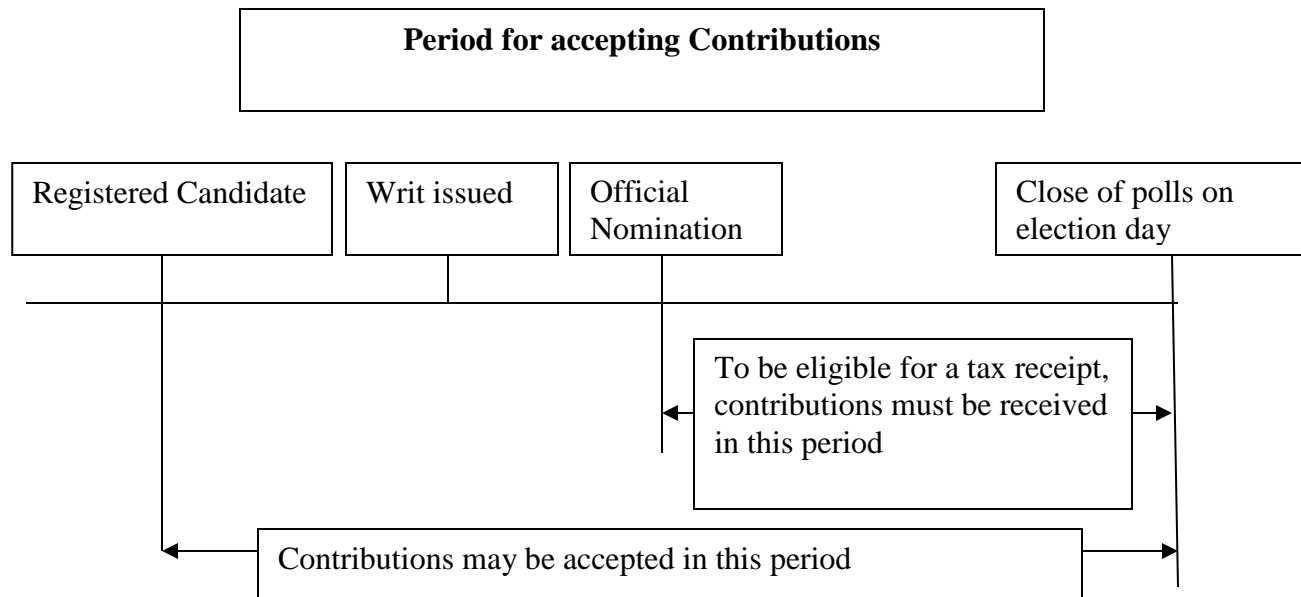 Period for accepting Contributions
Registered Candidate
Writ issued
Official
Nomination
Close of polls on
election day
To be eligible for a tax receipt,
contributions must be received
in this period
Contributions may be accepted in this period